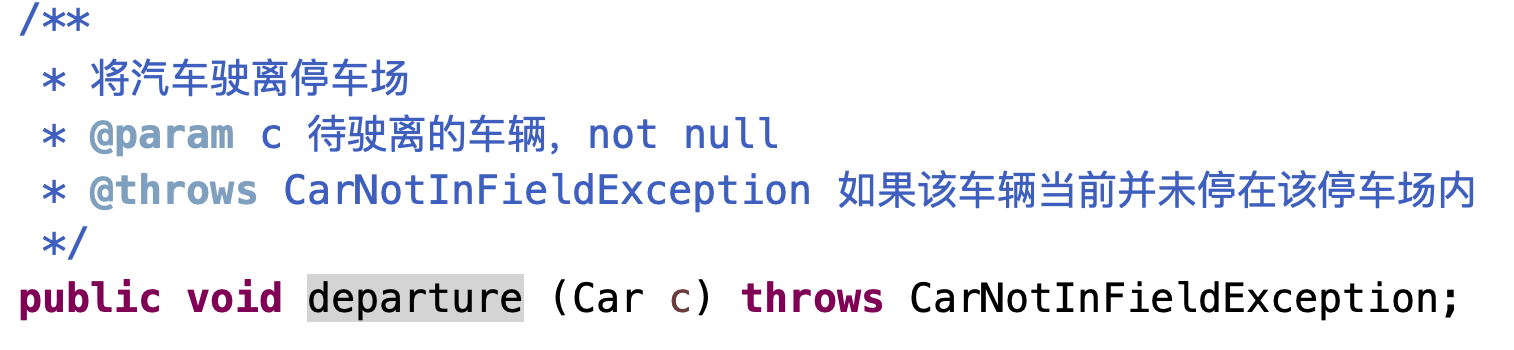 /**
 * 将汽车驶离停车场
 * @param c 待驶离的车辆，not null
 * @throws CarNotInFieldException 如果该车辆当前并未停在该停车场内
 */
public void departure (Car c) throws CarNotInFieldException;